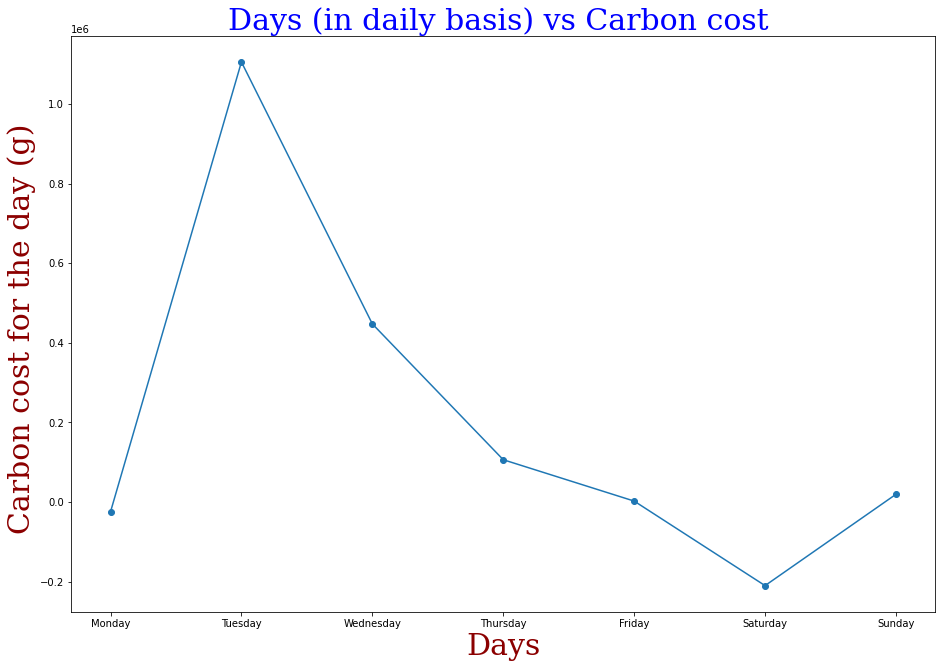 Days (in daily basis) vs Carbon cost
1e6
Carbon cost for the day (g)
1.0
0.8
0.6
0.4
0.2
0.0
−0.2
Monday Tuesday Wednesday Thursday Friday Saturday Sunday
Days